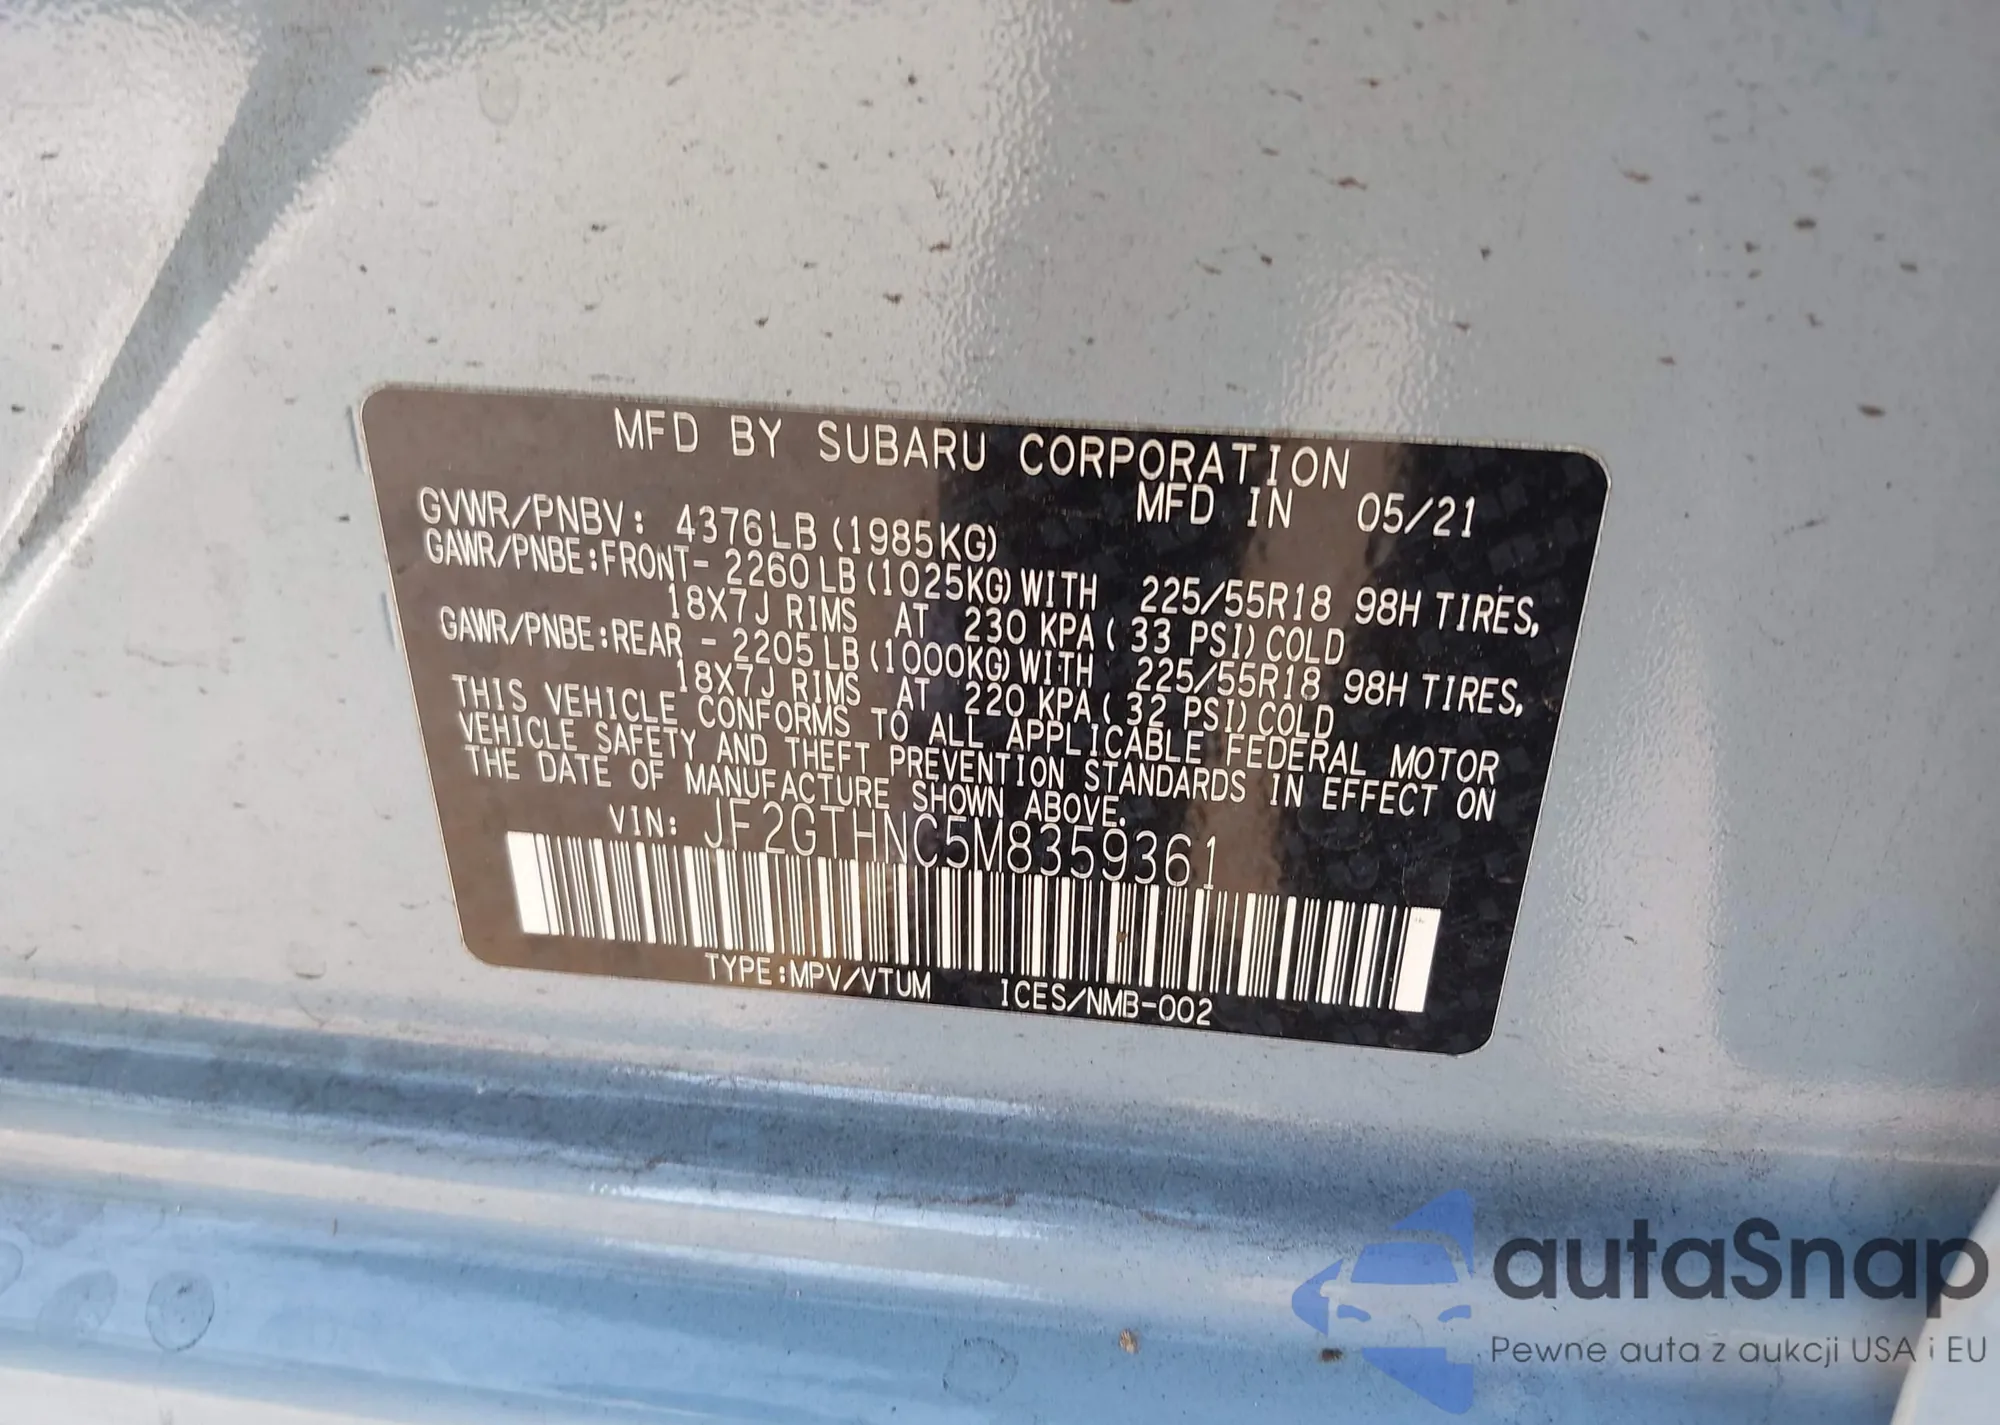 MFD BY SUBARU CORPORATION
MFD IN 05/21
GVWR/PNBV: 4376LB (1985KG)
GAWR/PNBE:FRONT- 2260LB (1025KG) WITH 225/55R18 98H TIRES,
18X7J RIMS AT 230 KPA ( 33 PSI) COLD
GAWR/PNBE:REAR - 2205LB (1000KG) WITH 225/55R18 98H TIRES,
18X7J RIMS AT 220 KPA ( 32 PSI) COLD
THIS VEHICLE CONFORMS TO ALL APPLICABLE FEDERAL MOTOR
VEHICLE SAFETY AND THEFT PREVENTION STANDARDS IN EFFECT ON
THE DATE OF MANUFACTURE SHOWN ABOVE.
VIN: JF2GTHNC5M8359361
TYPE:MPV/VTUM ICES/NMB-002
autaSnap
Pewne auta z aukcji USA i EU